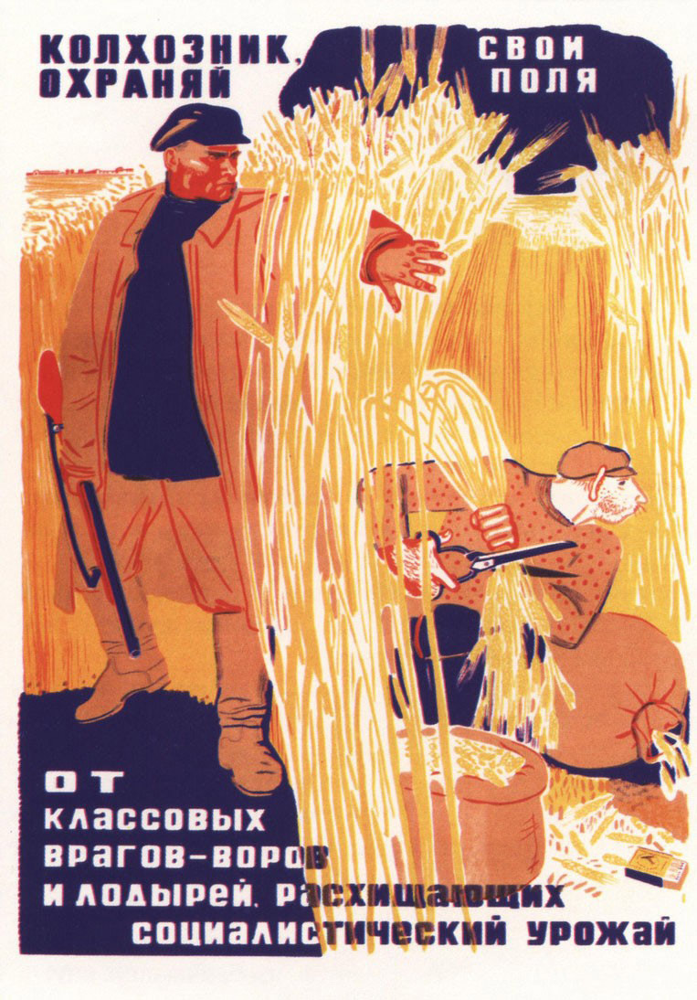 КОЛХОЗНИК, СВОИ
ОХРАНЯЙ ПОЛЯ
ОТ
КЛАССОВЫХ
ВРАГОВ-ВОРОВ
И ЛОДЫРЕЙ, РАСХИЩАЮЩИХ
СОЦИАЛИСТИЧЕСКИЙ УРОЖАЙ